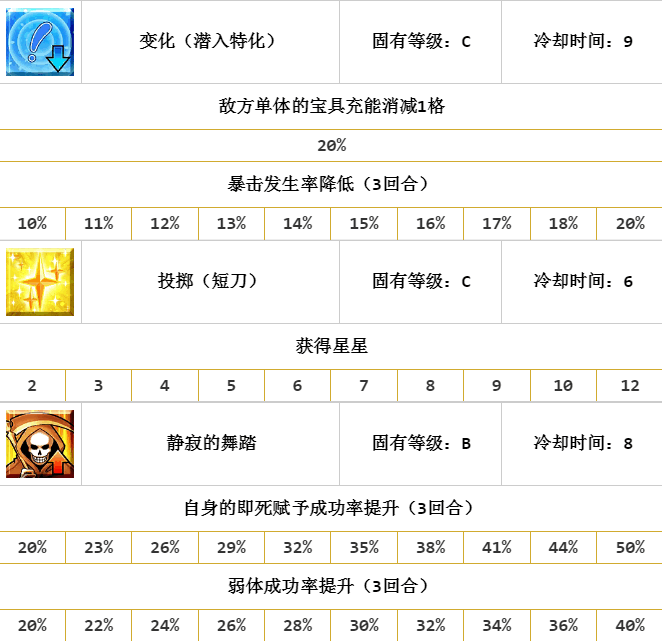 变化（潜入特化） 固有等级：C 冷却时间：9
敌方单体的宝具充能消减1格
20%
暴击发生率降低（3回合）
10% 11% 12% 13% 14% 15% 16% 17% 18% 20%
投掷（短刀） 固有等级：C 冷却时间：6
获得星星
2 3 4 5 6 7 8 9 10 12
静寂的舞踏 固有等级：B 冷却时间：8
自身的即死赋予成功率提升（3回合）
20% 23% 26% 29% 32% 35% 38% 41% 44% 50%
弱体成功率提升（3回合）
20% 22% 24% 26% 28% 30% 32% 34% 36% 40%